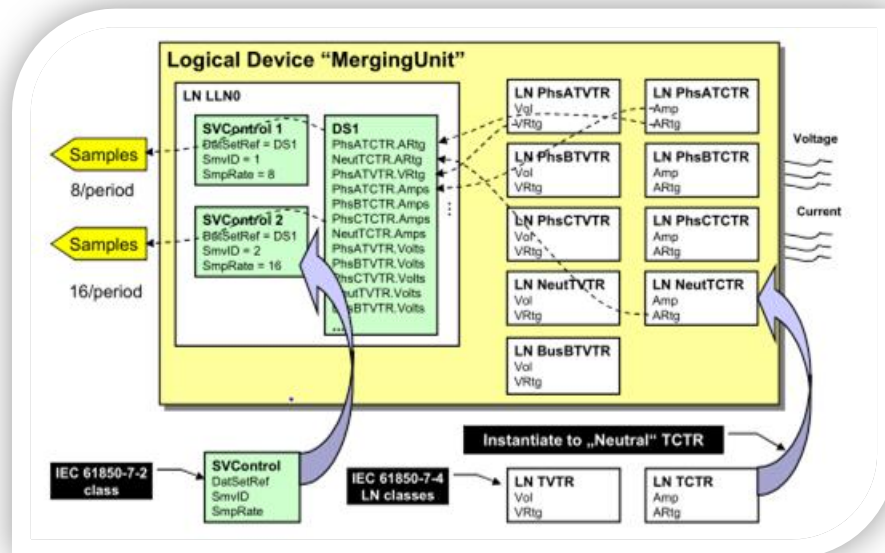 Logical Device “MergingUnit”
LN LLN0
SVControl 1
DatSetRef = DS1
SmvID = 1
SmpRate = 8
SVControl 2
DatSetRef = DS1
SmvID = 2
SmpRate = 16
DS1
PhsATCTR.ARtg
NeutTCTR.ARtg
PhsATVTR.VRtg
PhsATCTR.Amps
PhsBTCTR.Amps
PhsCTCTR.Amps
NeutTCTR.Amps
PhsATVTR.Volts
PhsBTVTR.Volts
PhsCTVTR.Volts
NeutTVTR.Volts
BusBTVTR.Volts
...
Samples
8/period
Samples
16/period
LN PhsATVTR
Vol
VRtg
LN PhsBTVTR
Vol
VRtg
LN PhsCTVTR
Vol
VRtg
LN NeutTVTR
Vol
VRtg
LN BusBTVTR
Vol
VRtg
LN PhsATCTR
Amp
ARtg
LN PhsBTCTR
Amp
ARtg
LN PhsCTCTR
Amp
ARtg
LN NeutTCTR
Amp
ARtg
Voltage
Current
Instantiate to „Neutral“ TCTR
IEC 61850-7-2
class
SVControl
DatSetRef
SmvID
SmpRate
IEC 61850-7-4
LN classes
LN TVTR
Vol
VRtg
LN TCTR
Amp
ARtg